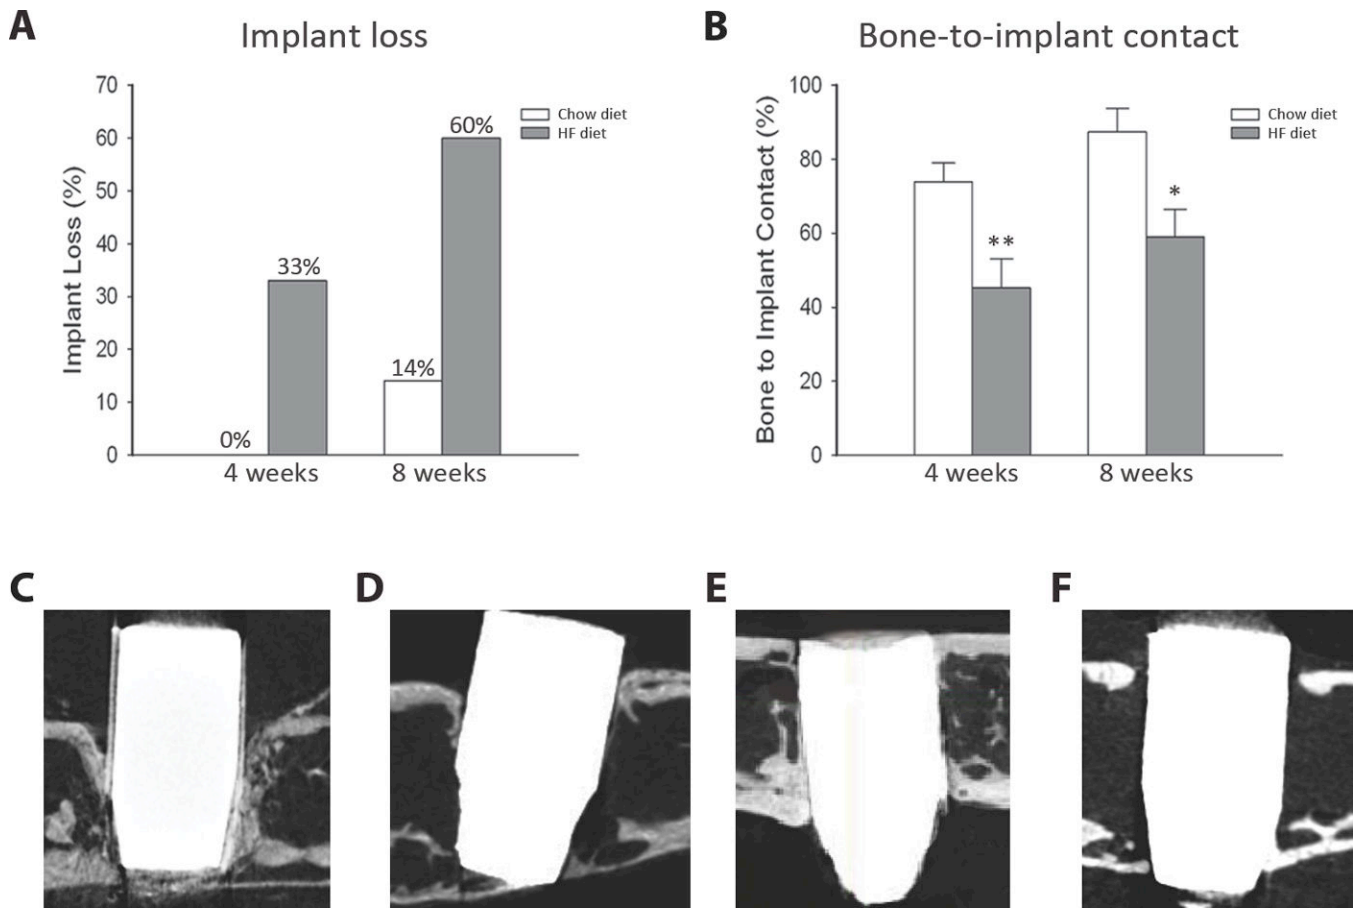 A
Implant loss
Implant Loss (%)
70
60
50
40
30
20
10
0
0%
33%
14%
60%
4 weeks
8 weeks
Chow diet
HF diet
B
Bone-to-implant contact
Bone to Implant Contact (%)
100
80
60
40
20
0
**
*
4 weeks
8 weeks
Chow diet
HF diet
C
D
E
F